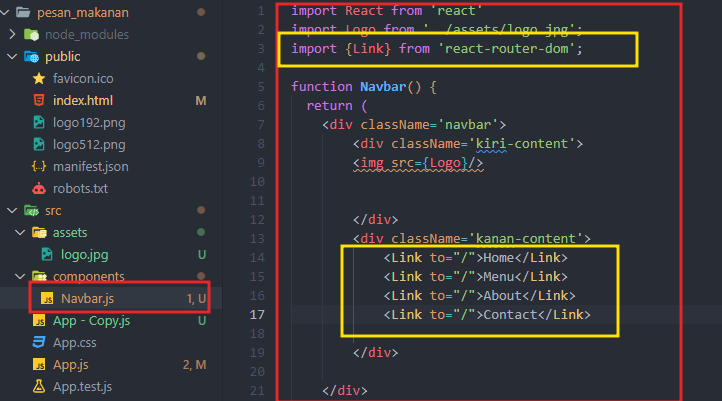 pesan_makanan
node_modules
public
favicon.ico
index.html M
logo192.png
logo512.png
manifest.json
robots.txt
src
assets
logo.jpg U
components
Navbar.js 1, U
App - Copy.js U
App.css
App.js 2, M
App.test.js
1 import React from 'react'
2 import Logo from '../assets/logo.jpg';
3 import {Link} from 'react-router-dom';
4
5 function Navbar() {
6 return (
7 <div className='navbar'>
8 <div className='kiri-content'>
9 <img src={Logo}/>
10
11
12 </div>
13 <div className='kanan-content'>
14 <Link to="/">Home</Link>
15 <Link to="/">Menu</Link>
16 <Link to="/">About</Link>
17 <Link to="/">Contact</Link>
18
19 </div>
20
21 </div>